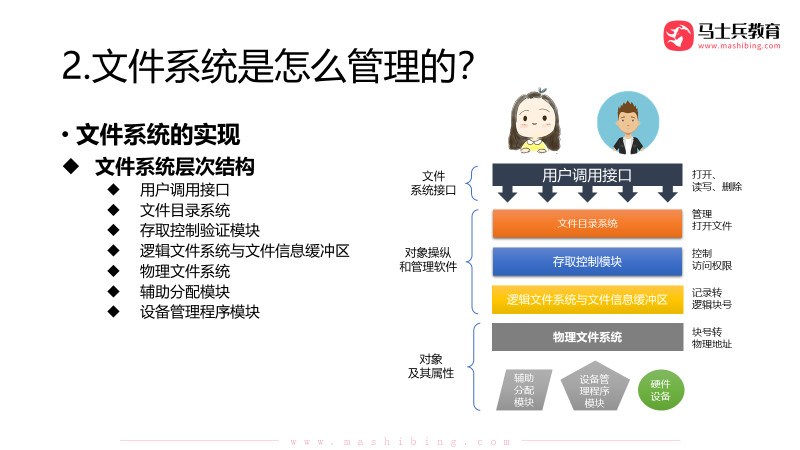 马士兵教育
www.mashibing.com
2.文件系统是怎么管理的?
• 文件系统的实现
◆ 文件系统层次结构
◆ 用户调用接口
◆ 文件目录系统
◆ 存取控制验证模块
◆ 逻辑文件系统与文件信息缓冲区
◆ 物理文件系统
◆ 辅助分配模块
◆ 设备管理程序模块
文件
系统接口
用户调用接口
打开、
读写、删除
文件目录系统
管理
打开文件
对象操纵
和管理软件
存取控制模块
控制
访问权限
逻辑文件系统与文件信息缓冲区
记录转
逻辑块号
物理文件系统
块号转
物理地址
对象
及其属性
辅助
分配
模块
设备管
理程序
模块
硬件
设备
www.mashibing.com